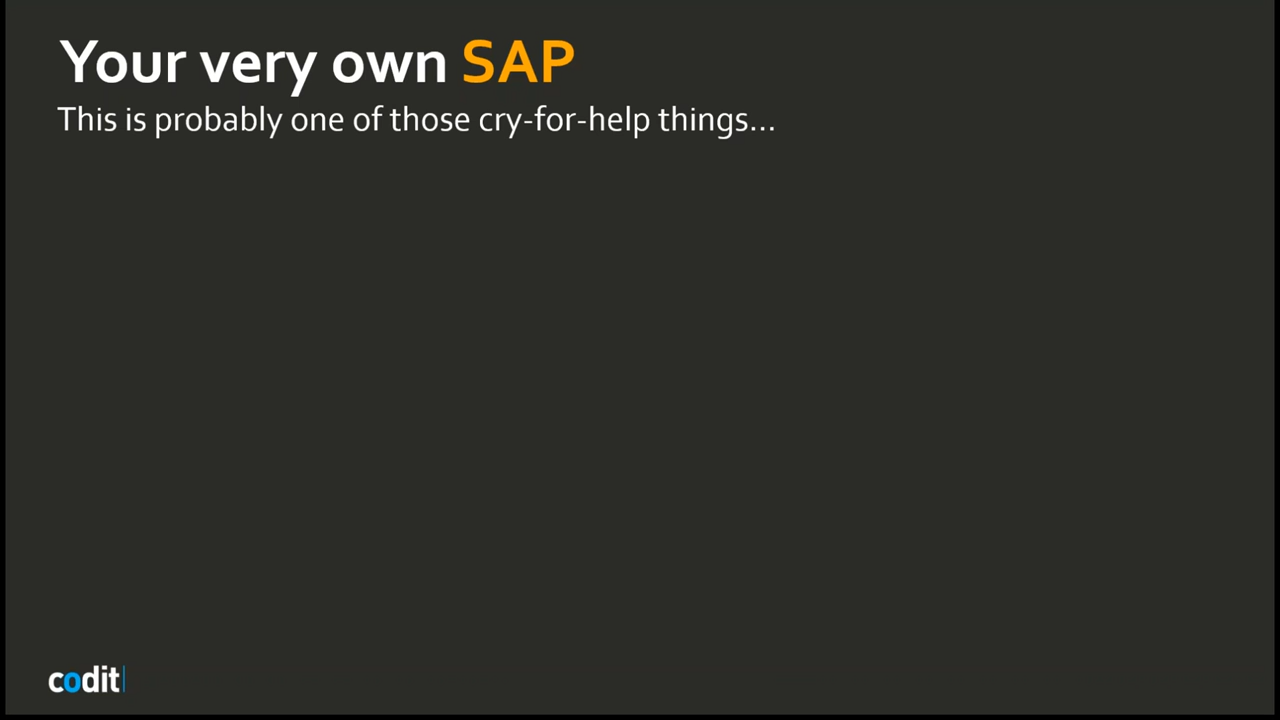 Your very own SAP
This is probably one of those cry-for-help things...
codit